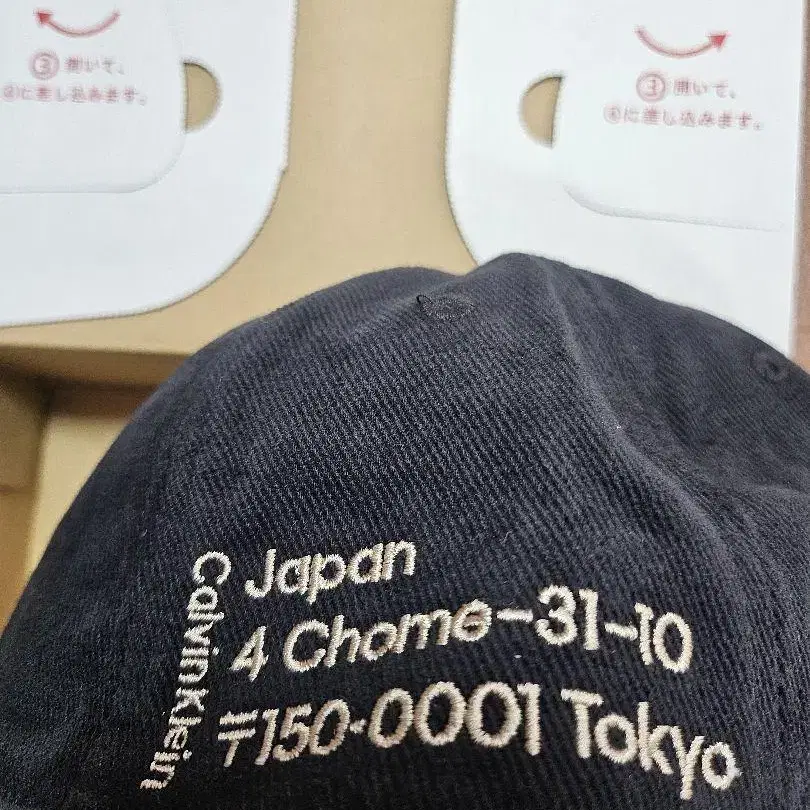 ③ 開いて、
④に差し込みます。
③ 開いて、
④に差し込みます。
Calvin Klein
Japan
4 Chome-31-10
〒150-0001 Tokyo